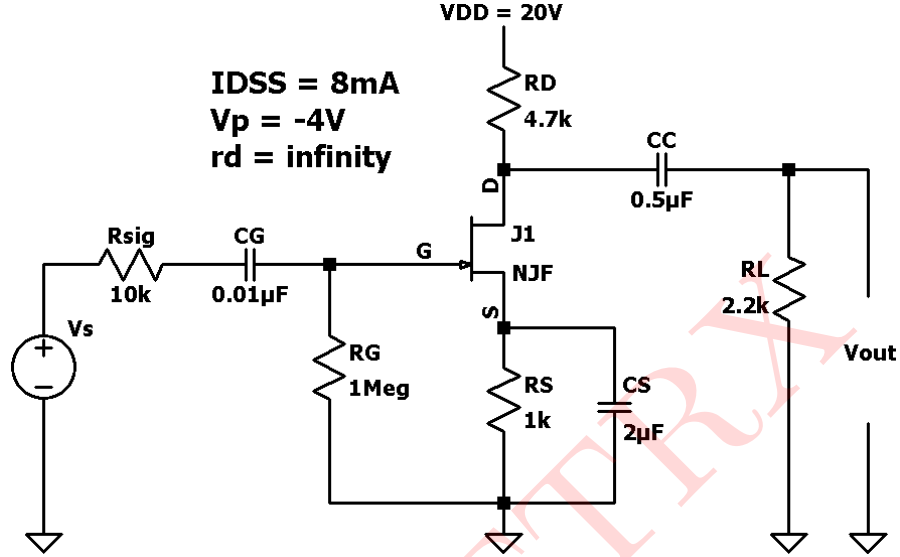 VDD = 20V
IDSS = 8mA
Vp = -4V
rd = infinity
RD
4.7k
CC
0.5µF
D
J1
NJF
G
S
Rsig
10k
CG
0.01µF
Vs
RG
1Meg
RS
1k
CS
2µF
RL
2.2k
Vout